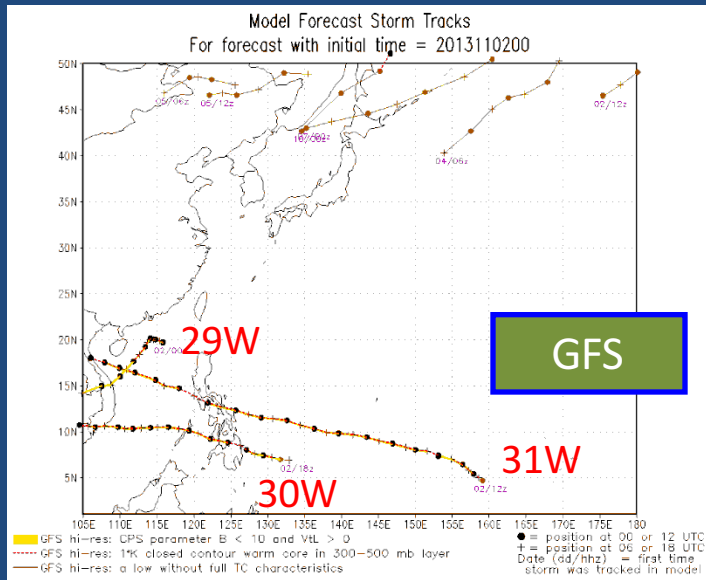 Model Forecast Storm Tracks
For forecast with initial time = 2013110200
50N
45N
40N
35N
30N
25N
20N
15N
10N
5N
05/06z
05/12z
04/06z
02/12z
29W
02/00z
GFS
31W
02/18z
30W
02/12z
105E 110E 115E 120E 125E 130E 135E 140E 145E 150E 155E 160E 165E 170E 175E 180
GFS hi-res: CPS parameter B < 10 and VtL > 0
GFS hi-res: 1*K closed contour warm core in 300-500 mb layer
GFS hi-res: a low without full TC characteristics
● = position at 00 or 12 UTC
+ = position at 06 or 18 UTC
Date (dd/hhz) = first time
storm was tracked in model